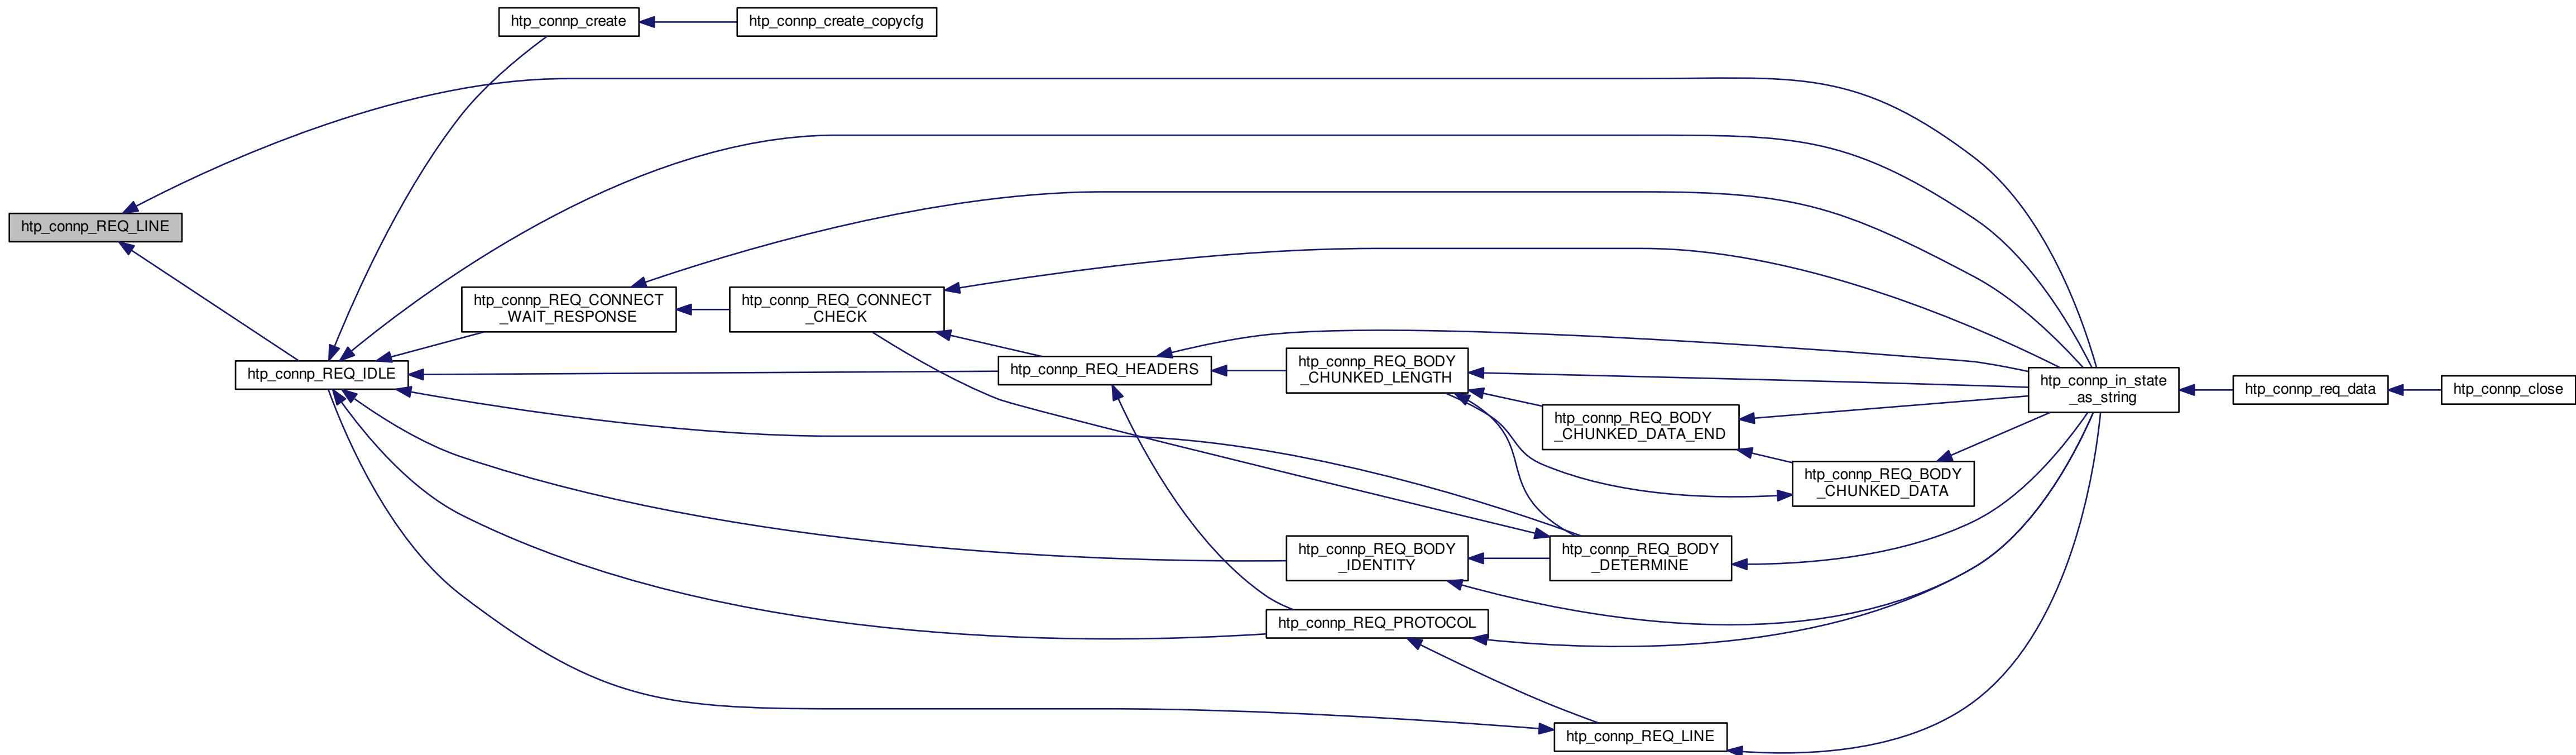 htp_connp_create
htp_connp_create_copycfg
htp_connp_REQ_LINE
htp_connp_REQ_CONNECT
_WAIT_RESPONSE
htp_connp_REQ_CONNECT
_CHECK
htp_connp_REQ_IDLE
htp_connp_REQ_HEADERS
htp_connp_REQ_BODY
_CHUNKED_LENGTH
htp_connp_in_state
_as_string
htp_connp_req_data
htp_connp_close
htp_connp_REQ_BODY
_CHUNKED_DATA_END
htp_connp_REQ_BODY
_CHUNKED_DATA
htp_connp_REQ_BODY
_IDENTITY
htp_connp_REQ_BODY
_DETERMINE
htp_connp_REQ_PROTOCOL
htp_connp_REQ_LINE